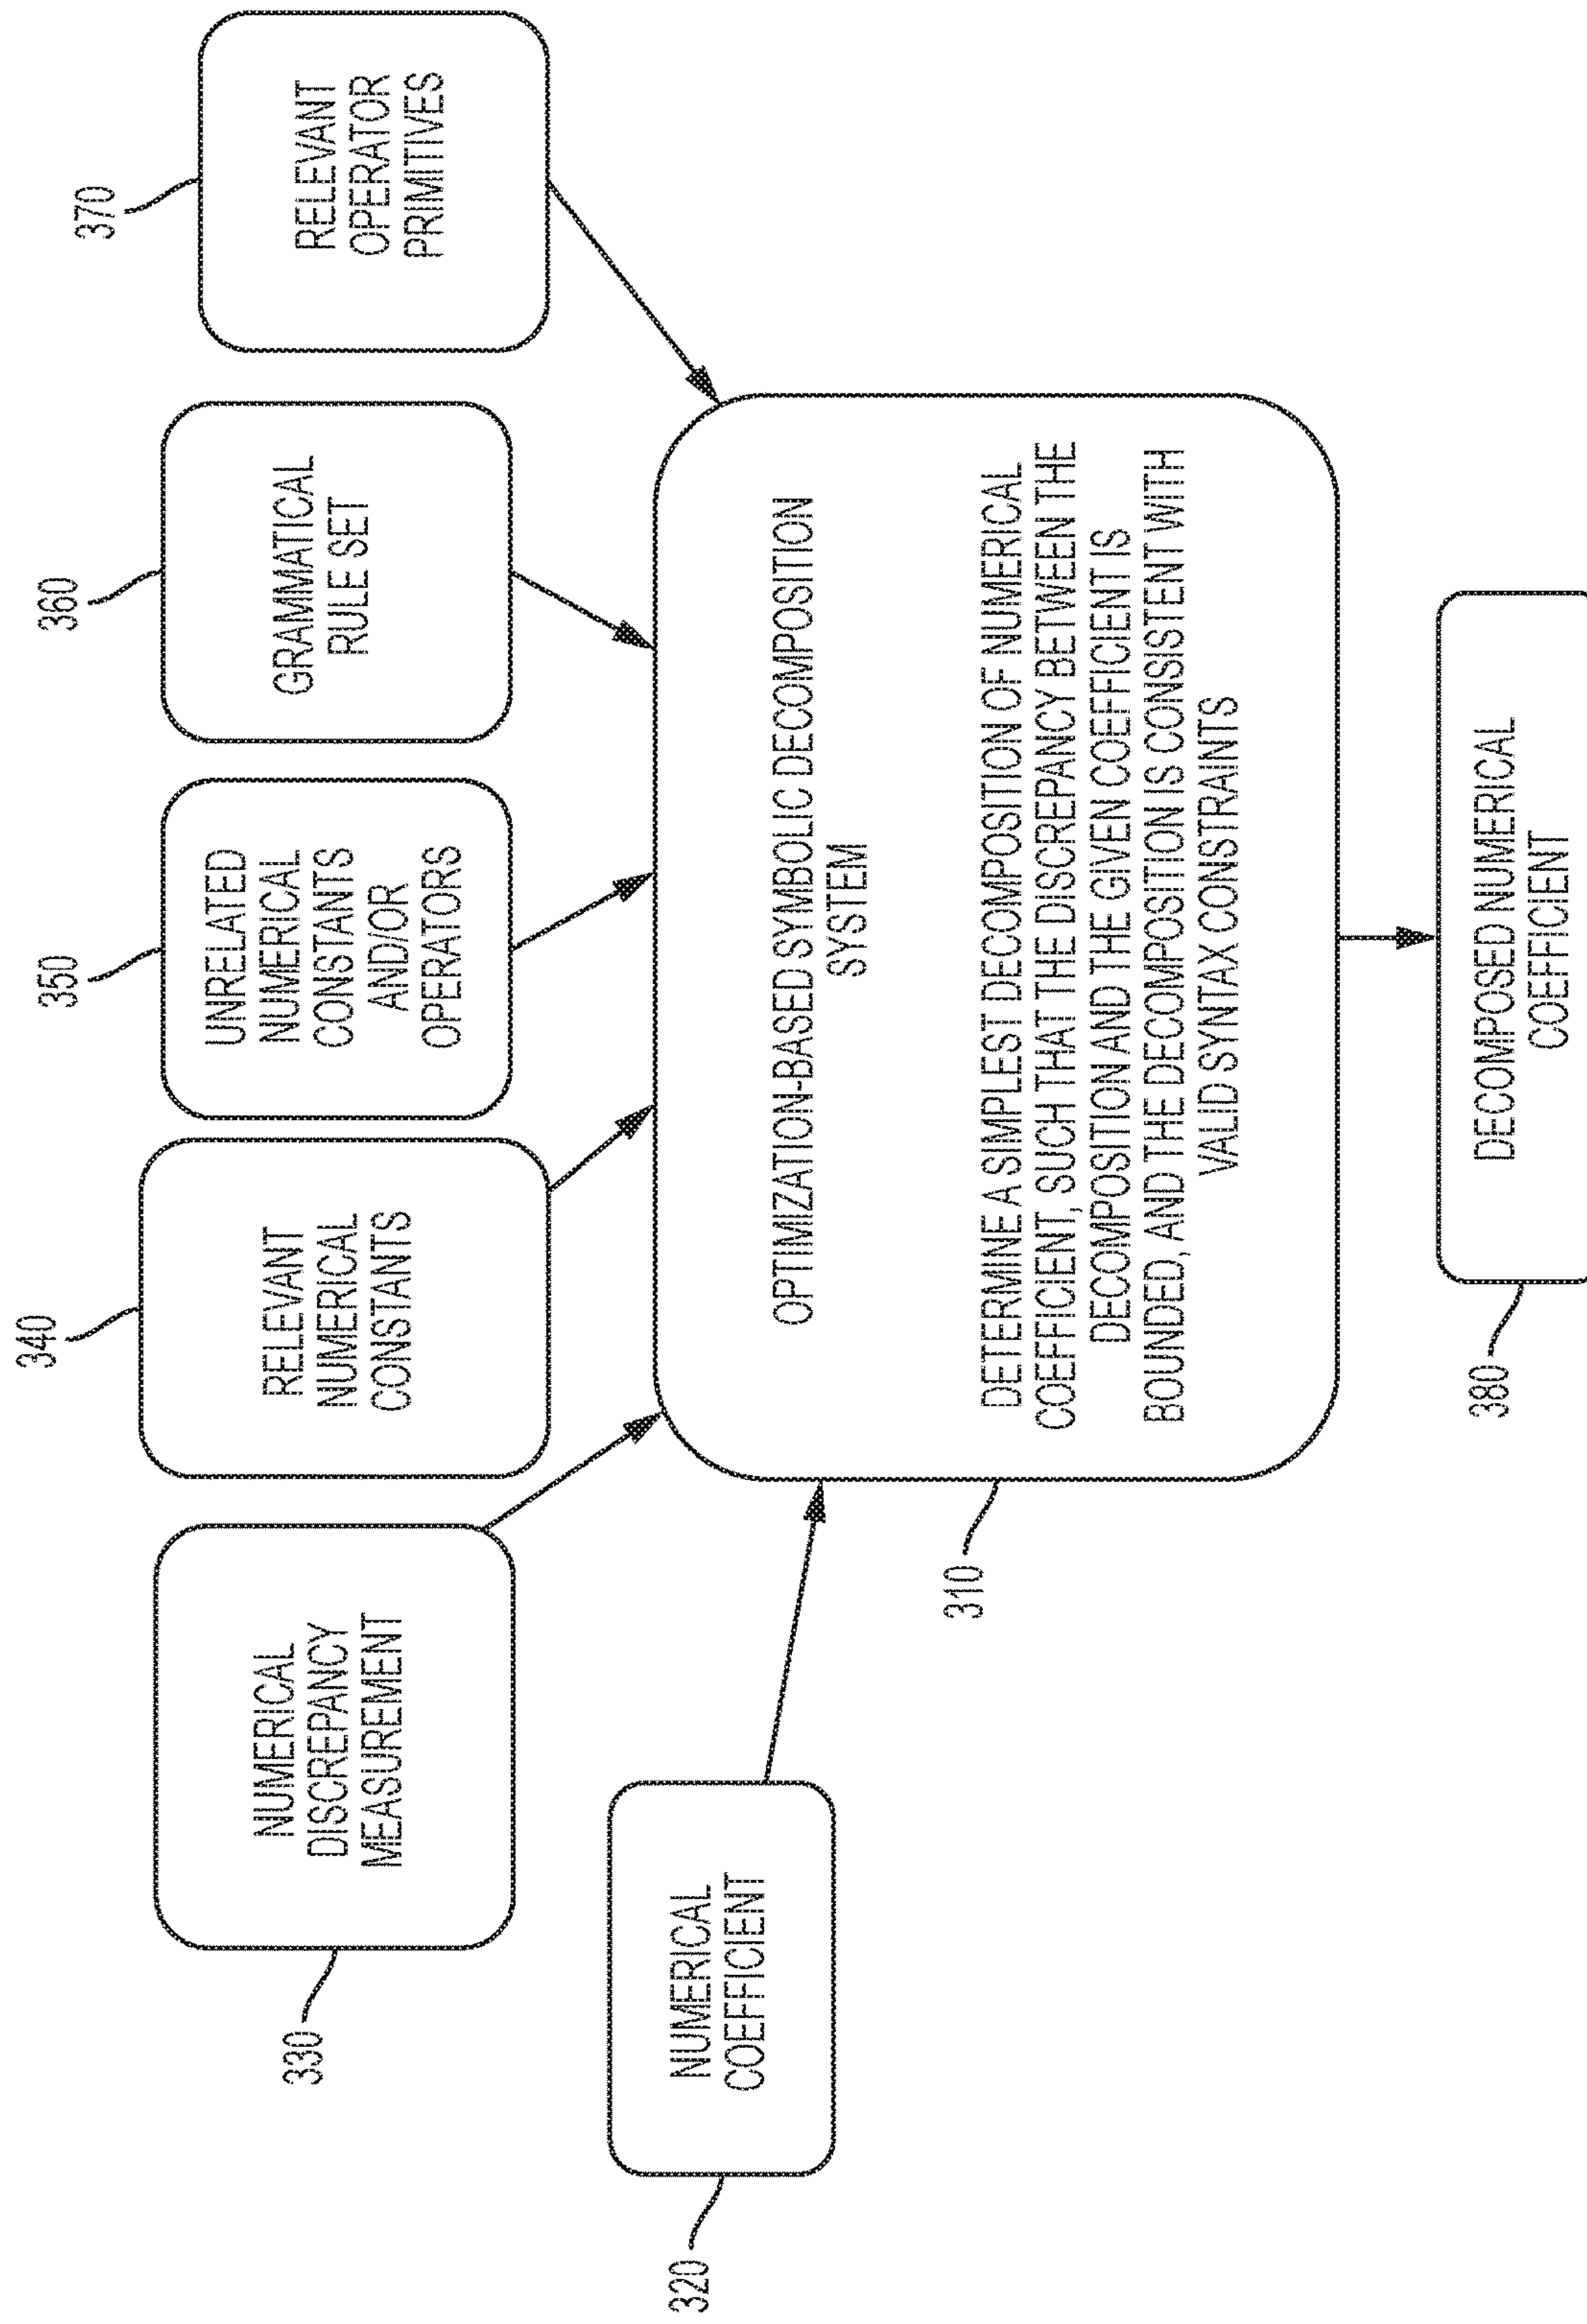 320
NUMERICAL
COEFFICIENT
330
NUMERICAL
DISCREPANCY
MEASUREMENT
340
RELEVANT
NUMERICAL
CONSTANTS
350
UNRELATED
NUMERICAL
CONSTANTS
AND/OR
OPERATORS
360
GRAMMATICAL
RULE SET
370
RELEVANT
OPERATOR
PRIMITIVES
310
OPTIMIZATION-BASED SYMBOLIC DECOMPOSITION
SYSTEM
DETERMINE A SIMPLEST DECOMPOSITION OF NUMERICAL
COEFFICIENT, SUCH THAT THE DISCREPANCY BETWEEN THE
DECOMPOSITION AND THE GIVEN COEFFICIENT IS
BOUNDED, AND THE DECOMPOSITION IS CONSISTENT WITH
VALID SYNTAX CONSTRAINTS
380
DECOMPOSED NUMERICAL
COEFFICIENT